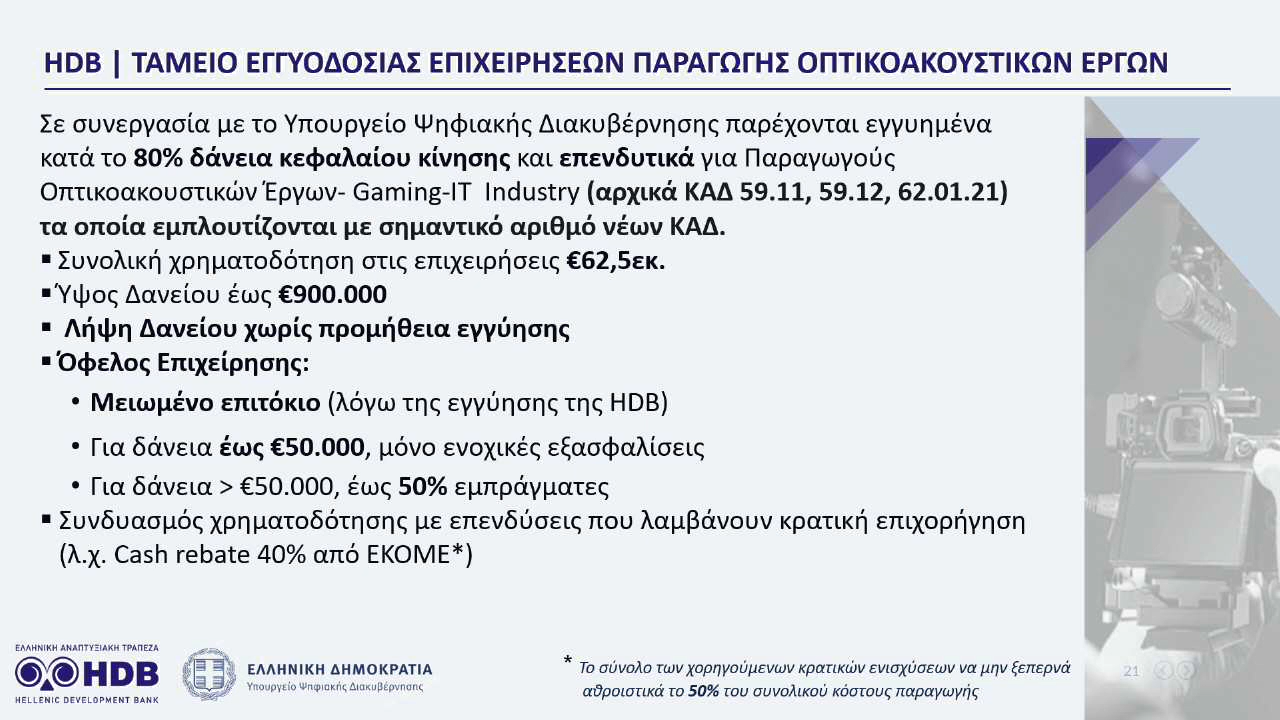 HDB | ΤΑΜΕΙΟ ΕΓΓΥΟΔΟΣΙΑΣ ΕΠΙΧΕΙΡΗΣΕΩΝ ΠΑΡΑΓΩΓΗΣ ΟΠΤΙΚΟΑΚΟΥΣΤΙΚΩΝ ΕΡΓΩΝ
Σε συνεργασία με το Υπουργείο Ψηφιακής Διακυβέρνησης παρέχονται εγγυημένα
κατά το 80% δάνεια κεφαλαίου κίνησης και επενδυτικά για Παραγωγούς
Οπτικοακουστικών Έργων- Gaming-IT Industry (αρχικά ΚΑΔ 59.11, 59.12, 62.01.21)
τα οποία εμπλουτίζονται με σημαντικό αριθμό νέων ΚΑΔ.
▪ Συνολική χρηματοδότηση στις επιχειρήσεις €62,5εκ.
▪ Ύψος Δανείου έως €900.000
▪ Λήψη Δανείου χωρίς προμήθεια εγγύησης
▪ Όφελος Επιχείρησης:
• Μειωμένο επιτόκιο (λόγω της εγγύησης της HDB)
• Για δάνεια έως €50.000, μόνο ενοχικές εξασφαλίσεις
• Για δάνεια > €50.000, έως 50% εμπράγματες
▪ Συνδυασμός χρηματοδότησης με επενδύσεις που λαμβάνουν κρατική επιχορήγηση
(λ.χ. Cash rebate 40% από ΕΚΟΜΕ*)
ΕΛΛΗΝΙΚΗ ΑΝΑΠΤΥΞΙΑΚΗ ΤΡΑΠΕΖΑ
HDB
HELLENIC DEVELOPMENT BANK
ΕΛΛΗΝΙΚΗ ΔΗΜΟΚΡΑΤΙΑ
Υπουργείο Ψηφιακής Διακυβέρνησης
* Το σύνολο των χορηγούμενων κρατικών ενισχύσεων να μην ξεπερνά
αθροιστικά το 50% του συνολικού κόστους παραγωγής
21